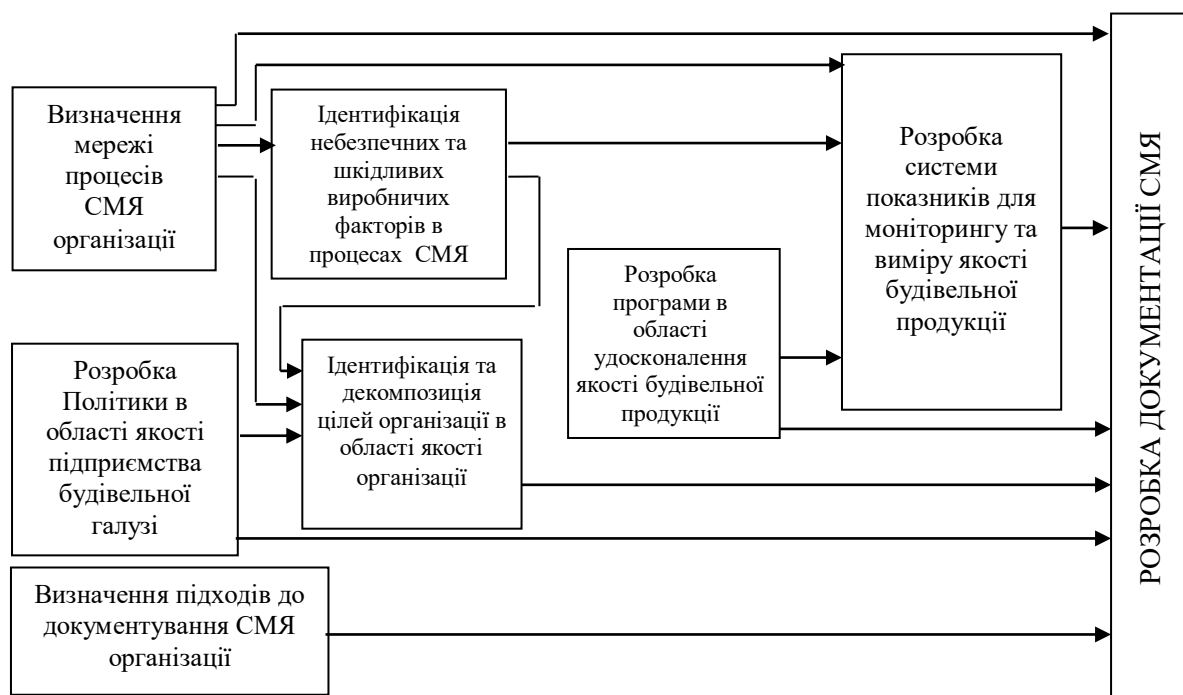 Визначення
мережі
процесів
СМЯ
організації
Ідентифікація
небезпечних та
шкідливих
виробничих
факторів в
процесах СМЯ
Розробка
системи
показників для
моніторингу та
виміру якості
будівельної
продукції
Розробка
програми в
області
удосконалення
якості будівельної
продукції
Розробка
Політики в
області якості
підприємства
будівельної
галузі
Ідентифікація та
декомпозиція
цілей організації в
області якості
організації
Визначення підходів до
документування СМЯ
організації
РОЗРОБКА ДОКУМЕНТАЦІЇ СМЯ